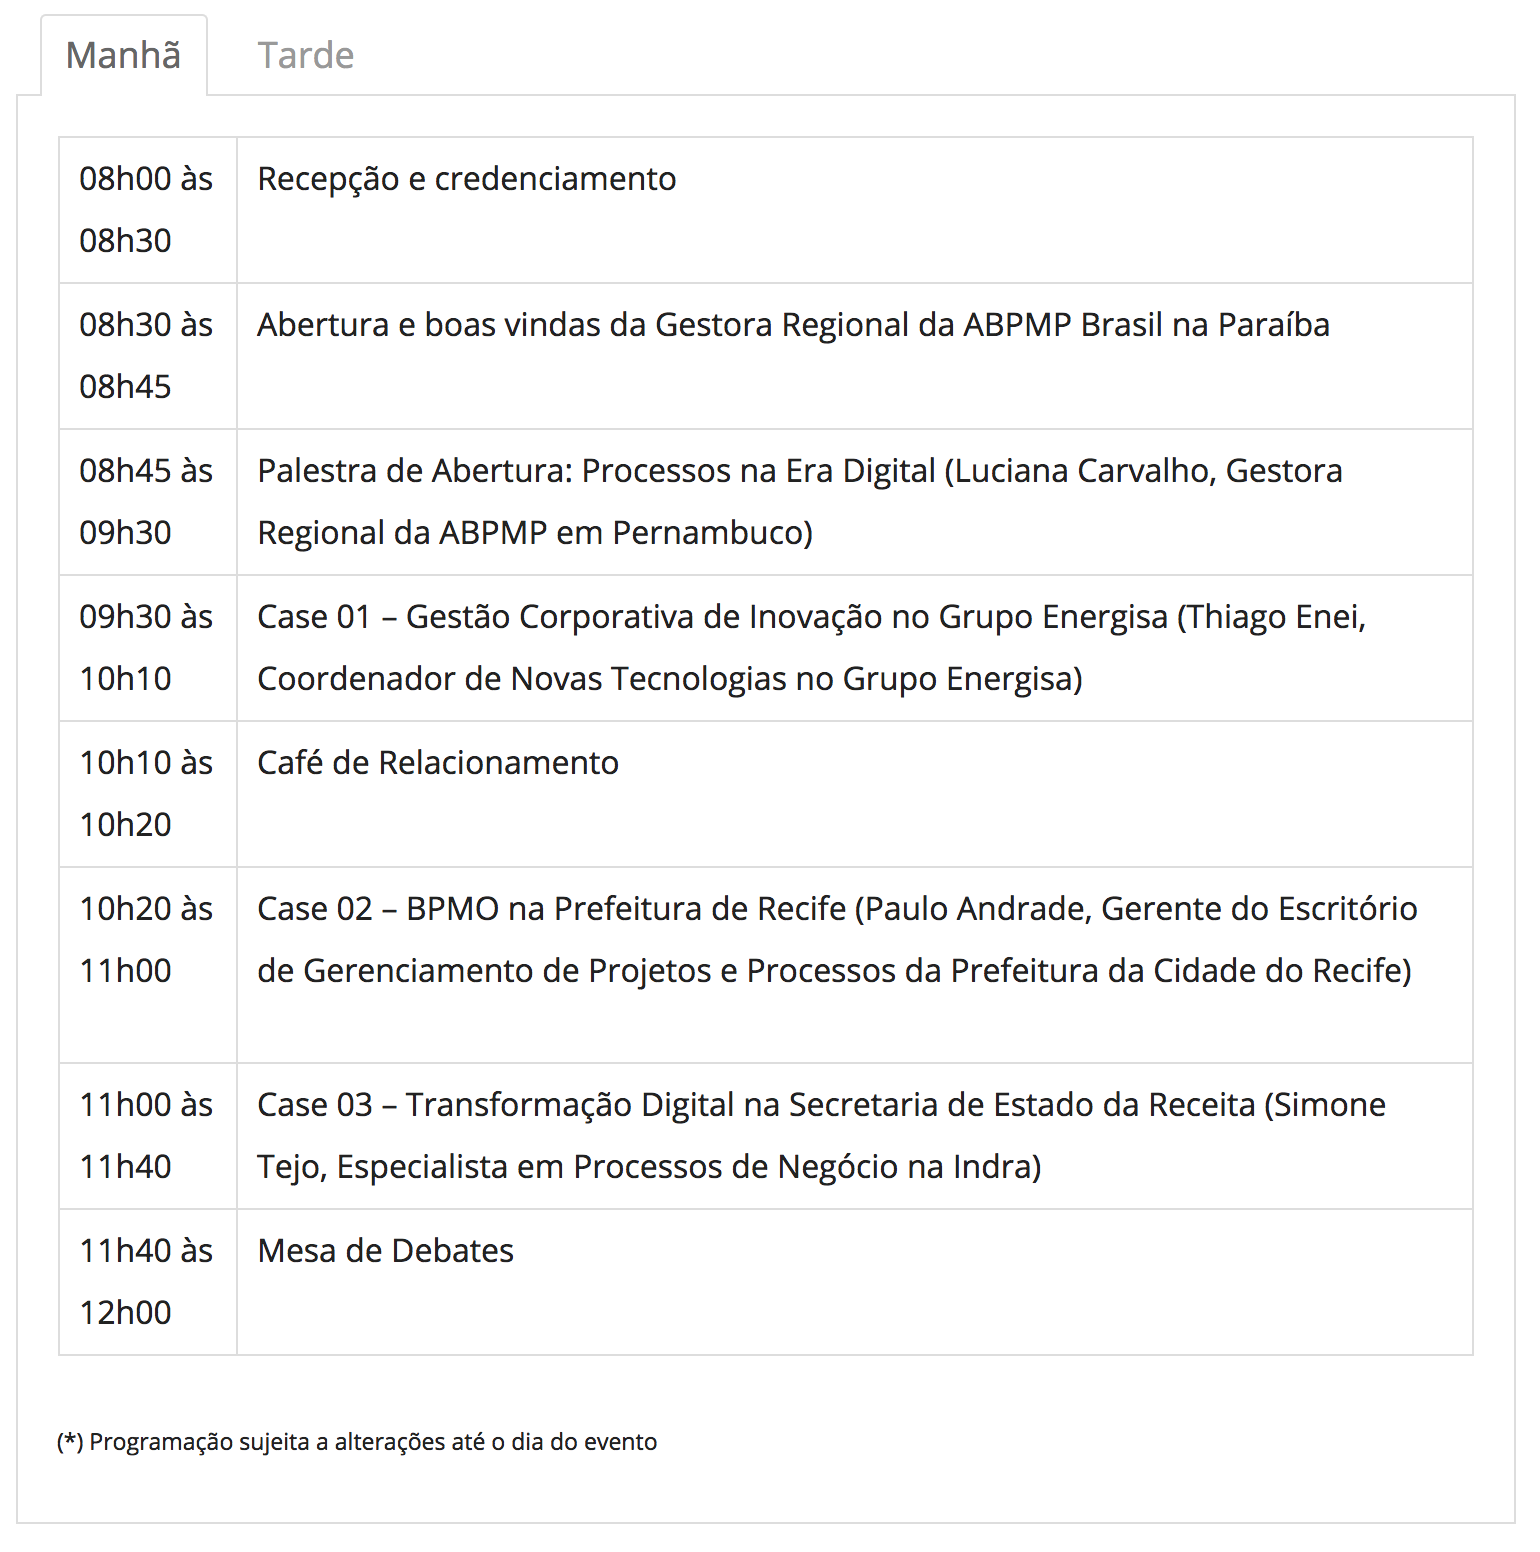 Manhã
Tarde
08h00 às
08h30
Recepção e credenciamento
08h30 às
08h45
Abertura e boas vindas da Gestora Regional da ABPMP Brasil na Paraíba
08h45 às
09h30
Palestra de Abertura: Processos na Era Digital (Luciana Carvalho, Gestora
Regional da ABPMP em Pernambuco)
09h30 às
10h10
Case 01 – Gestão Corporativa de Inovação no Grupo Energisa (Thiago Enei,
Coordenador de Novas Tecnologias no Grupo Energisa)
10h10 às
10h20
Café de Relacionamento
10h20 às
11h00
Case 02 – BPMO na Prefeitura de Recife (Paulo Andrade, Gerente do Escritório
de Gerenciamento de Projetos e Processos da Prefeitura da Cidade do Recife)
11h00 às
11h40
Case 03 – Transformação Digital na Secretaria de Estado da Receita (Simone
Tejo, Especialista em Processos de Negócio na Indra)
11h40 às
12h00
Mesa de Debates
(*) Programação sujeita a alterações até o dia do evento